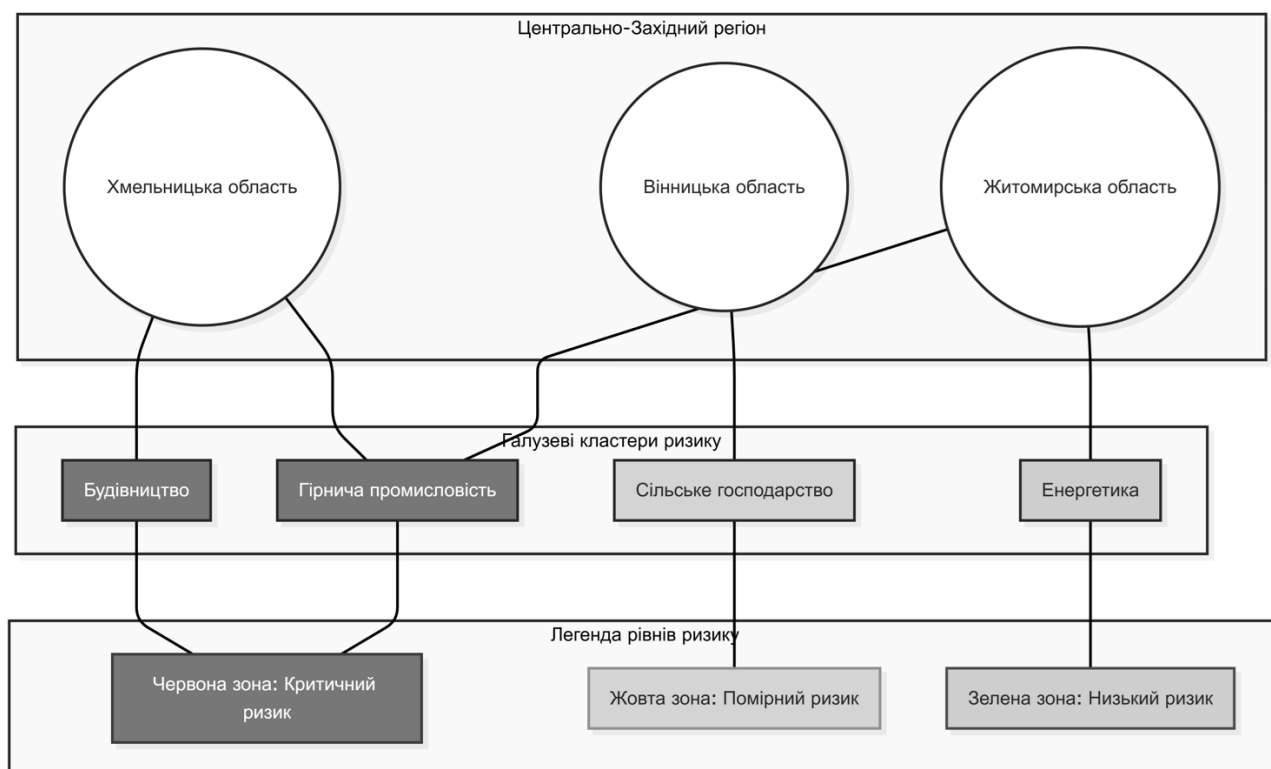 Центрально-Західний регіон
Хмельницька область
Вінницька область
Житомирська область
Галузеві кластери ризику
Будівництво
Гірнича промисловість
Сільське господарство
Енергетика
Легенда рівнів ризику
Червона зона: Критичний
ризик
Жовта зона: Помірний ризик
Зелена зона: Низький ризик